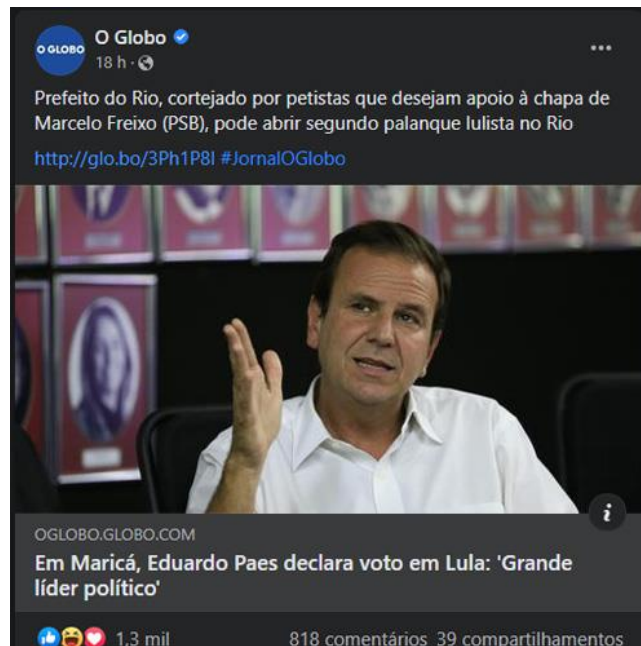 O GLOBO
O Globo
18 h ·
Prefeito do Rio, cortejado por petistas que desejam apoio à chapa de
Marcelo Freixo (PSB), pode abrir segundo palanque lulista no Rio
http://glo.bo/3Ph1P8I #JornalOGlobo
i
OGLOBO.GLOBO.COM
Em Maricá, Eduardo Paes declara voto em Lula: 'Grande
líder político'
1,3 mil 818 comentários 39 compartilhamentos